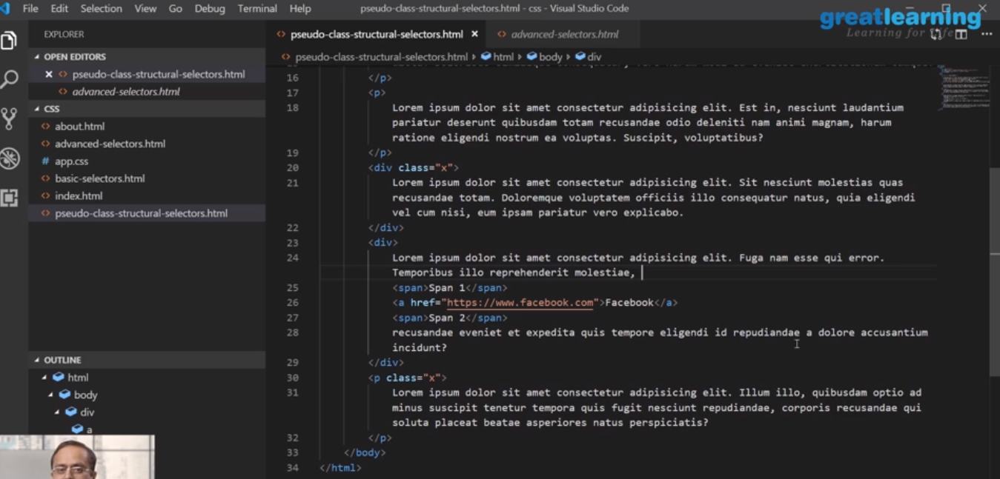 File Edit Selection View Go Debug Terminal Help pseudo-class-structural-selectors.html - css - Visual Studio Code
greatlearning
Learning for Life
EXPLORER
OPEN EDITORS
pseudo-class-structural-selectors.html
advanced-selectors.html
CSS
about.html
advanced-selectors.html
# app.css
basic-selectors.html
index.html
pseudo-class-structural-selectors.html
OUTLINE
html
body
div
a
pseudo-class-structural-selectors.html × advanced-selectors.html
pseudo-class-structural-selectors.html html body div
16 </p>
17 <p>
18 Lorem ipsum dolor sit amet consectetur adipisicing elit. Est in, nesciunt laudantium
pariatur deserunt quibusdam totam recusandae odio deleniti nam animi magnam, harum
ratione eligendi nostrum ea voluptas. Suscipit, voluptatibus?
19 </p>
20 <div class="x">
21 Lorem ipsum dolor sit amet consectetur adipisicing elit. Sit nesciunt molestias quas
recusandae totam. Doloremque voluptatem officiis illo consequatur natus, quia eligendi
vel cum nisi, eum ipsam pariatur vero explicabo.
22 </div>
23 <div>
24 Lorem ipsum dolor sit amet consectetur adipisicing elit. Fuga nam esse qui error.
Temporibus illo reprehenderit molestiae,
25 <span>Span 1</span>
26 <a href="https://www.facebook.com">Facebook</a>
27 <span>Span 2</span>
28 recusandae eveniet et expedita quis tempore eligendi id repudiandae a dolore accusantium
incidunt?
29 </div>
30 <p class="x">
31 Lorem ipsum dolor sit amet consectetur adipisicing elit. Illum illo, quibusdam optio ad
minus suscipit tenetur tempora quis fugit nesciunt repudiandae, corporis recusandae qui
soluta placeat beatae asperiores natus perspiciatis?
32 </p>
33 </body>
34 </html>